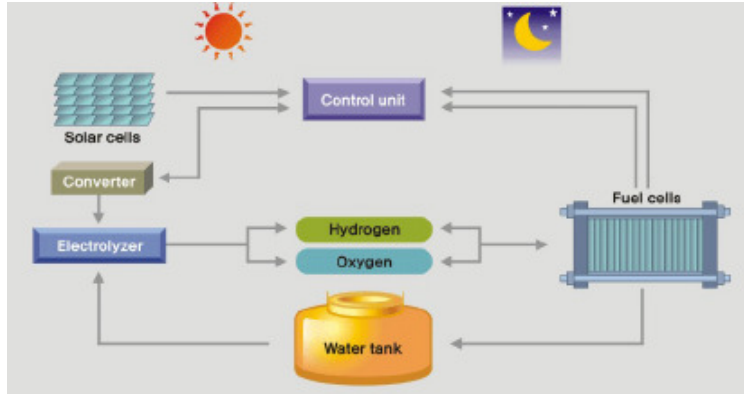 Control unit
Solar cells
Converter
Fuel cells
Hydrogen
Electrolyzer
Oxygen
Water tank